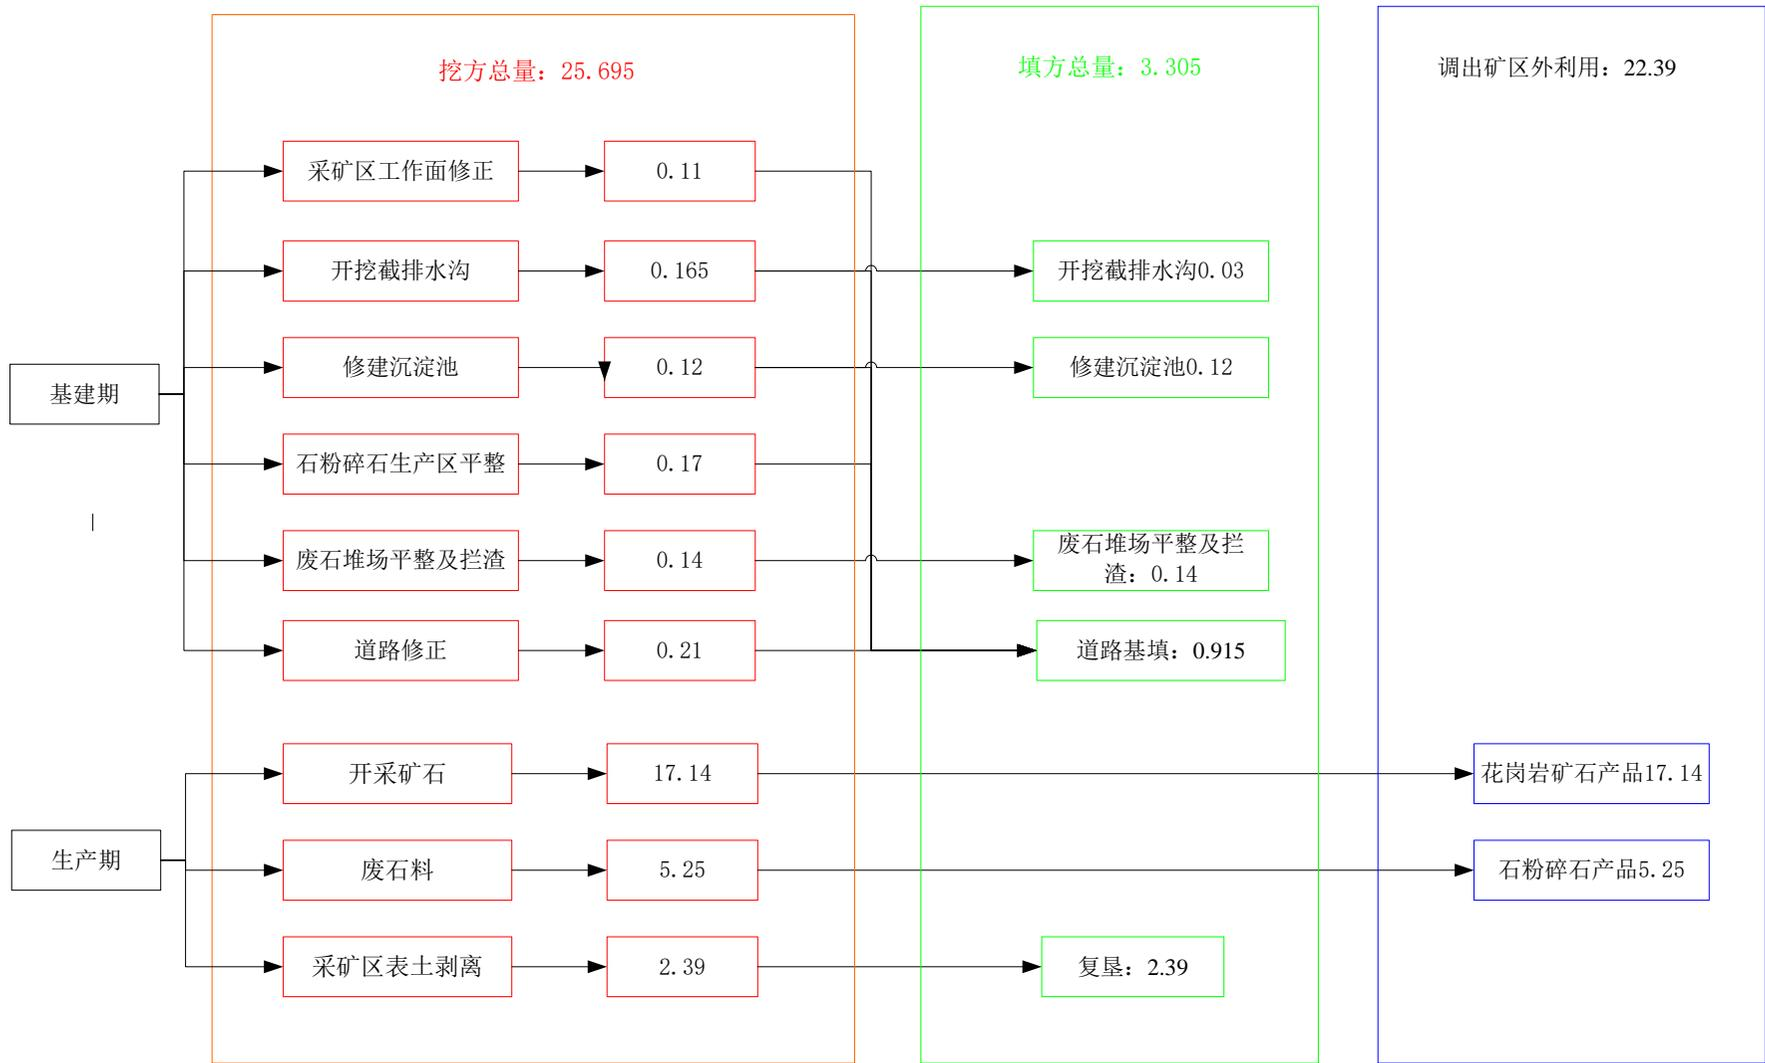 挖方总量：25.695
填方总量：3.305
调出矿区外利用：22.39
采矿区工作面修正
0.11
开挖截排水沟
0.165
开挖截排水沟0.03
修建沉淀池
0.12
修建沉淀池0.12
基建期
石粉碎石生产区平整
0.17
废石堆场平整及拦渣
0.14
废石堆场平整及拦
渣：0.14
道路修正
0.21
道路基填：0.915
开采矿石
17.14
花岗岩矿石产品17.14
生产期
废石料
5.25
石粉碎石产品5.25
采矿区表土剥离
2.39
复垦：2.39